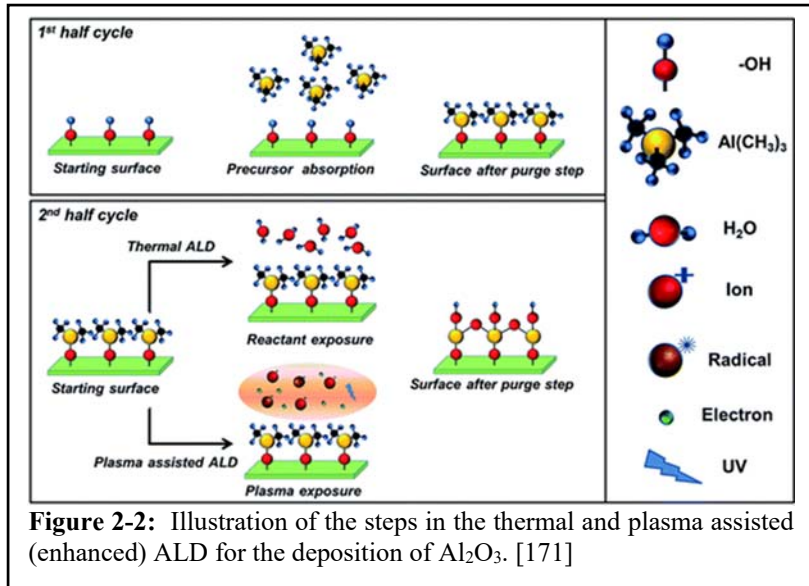 1st half cycle
Starting surface
Precursor absorption
Surface after purge step
2nd half cycle
Thermal ALD
Reactant exposure
Starting surface
Surface after purge step
Plasma assisted ALD
Plasma exposure
-OH
Al(CH₃)₃
H₂O
Ion
Radical
Electron
UV
Figure 2-2: Illustration of the steps in the thermal and plasma assisted
(enhanced) ALD for the deposition of Al₂O₃. [171]